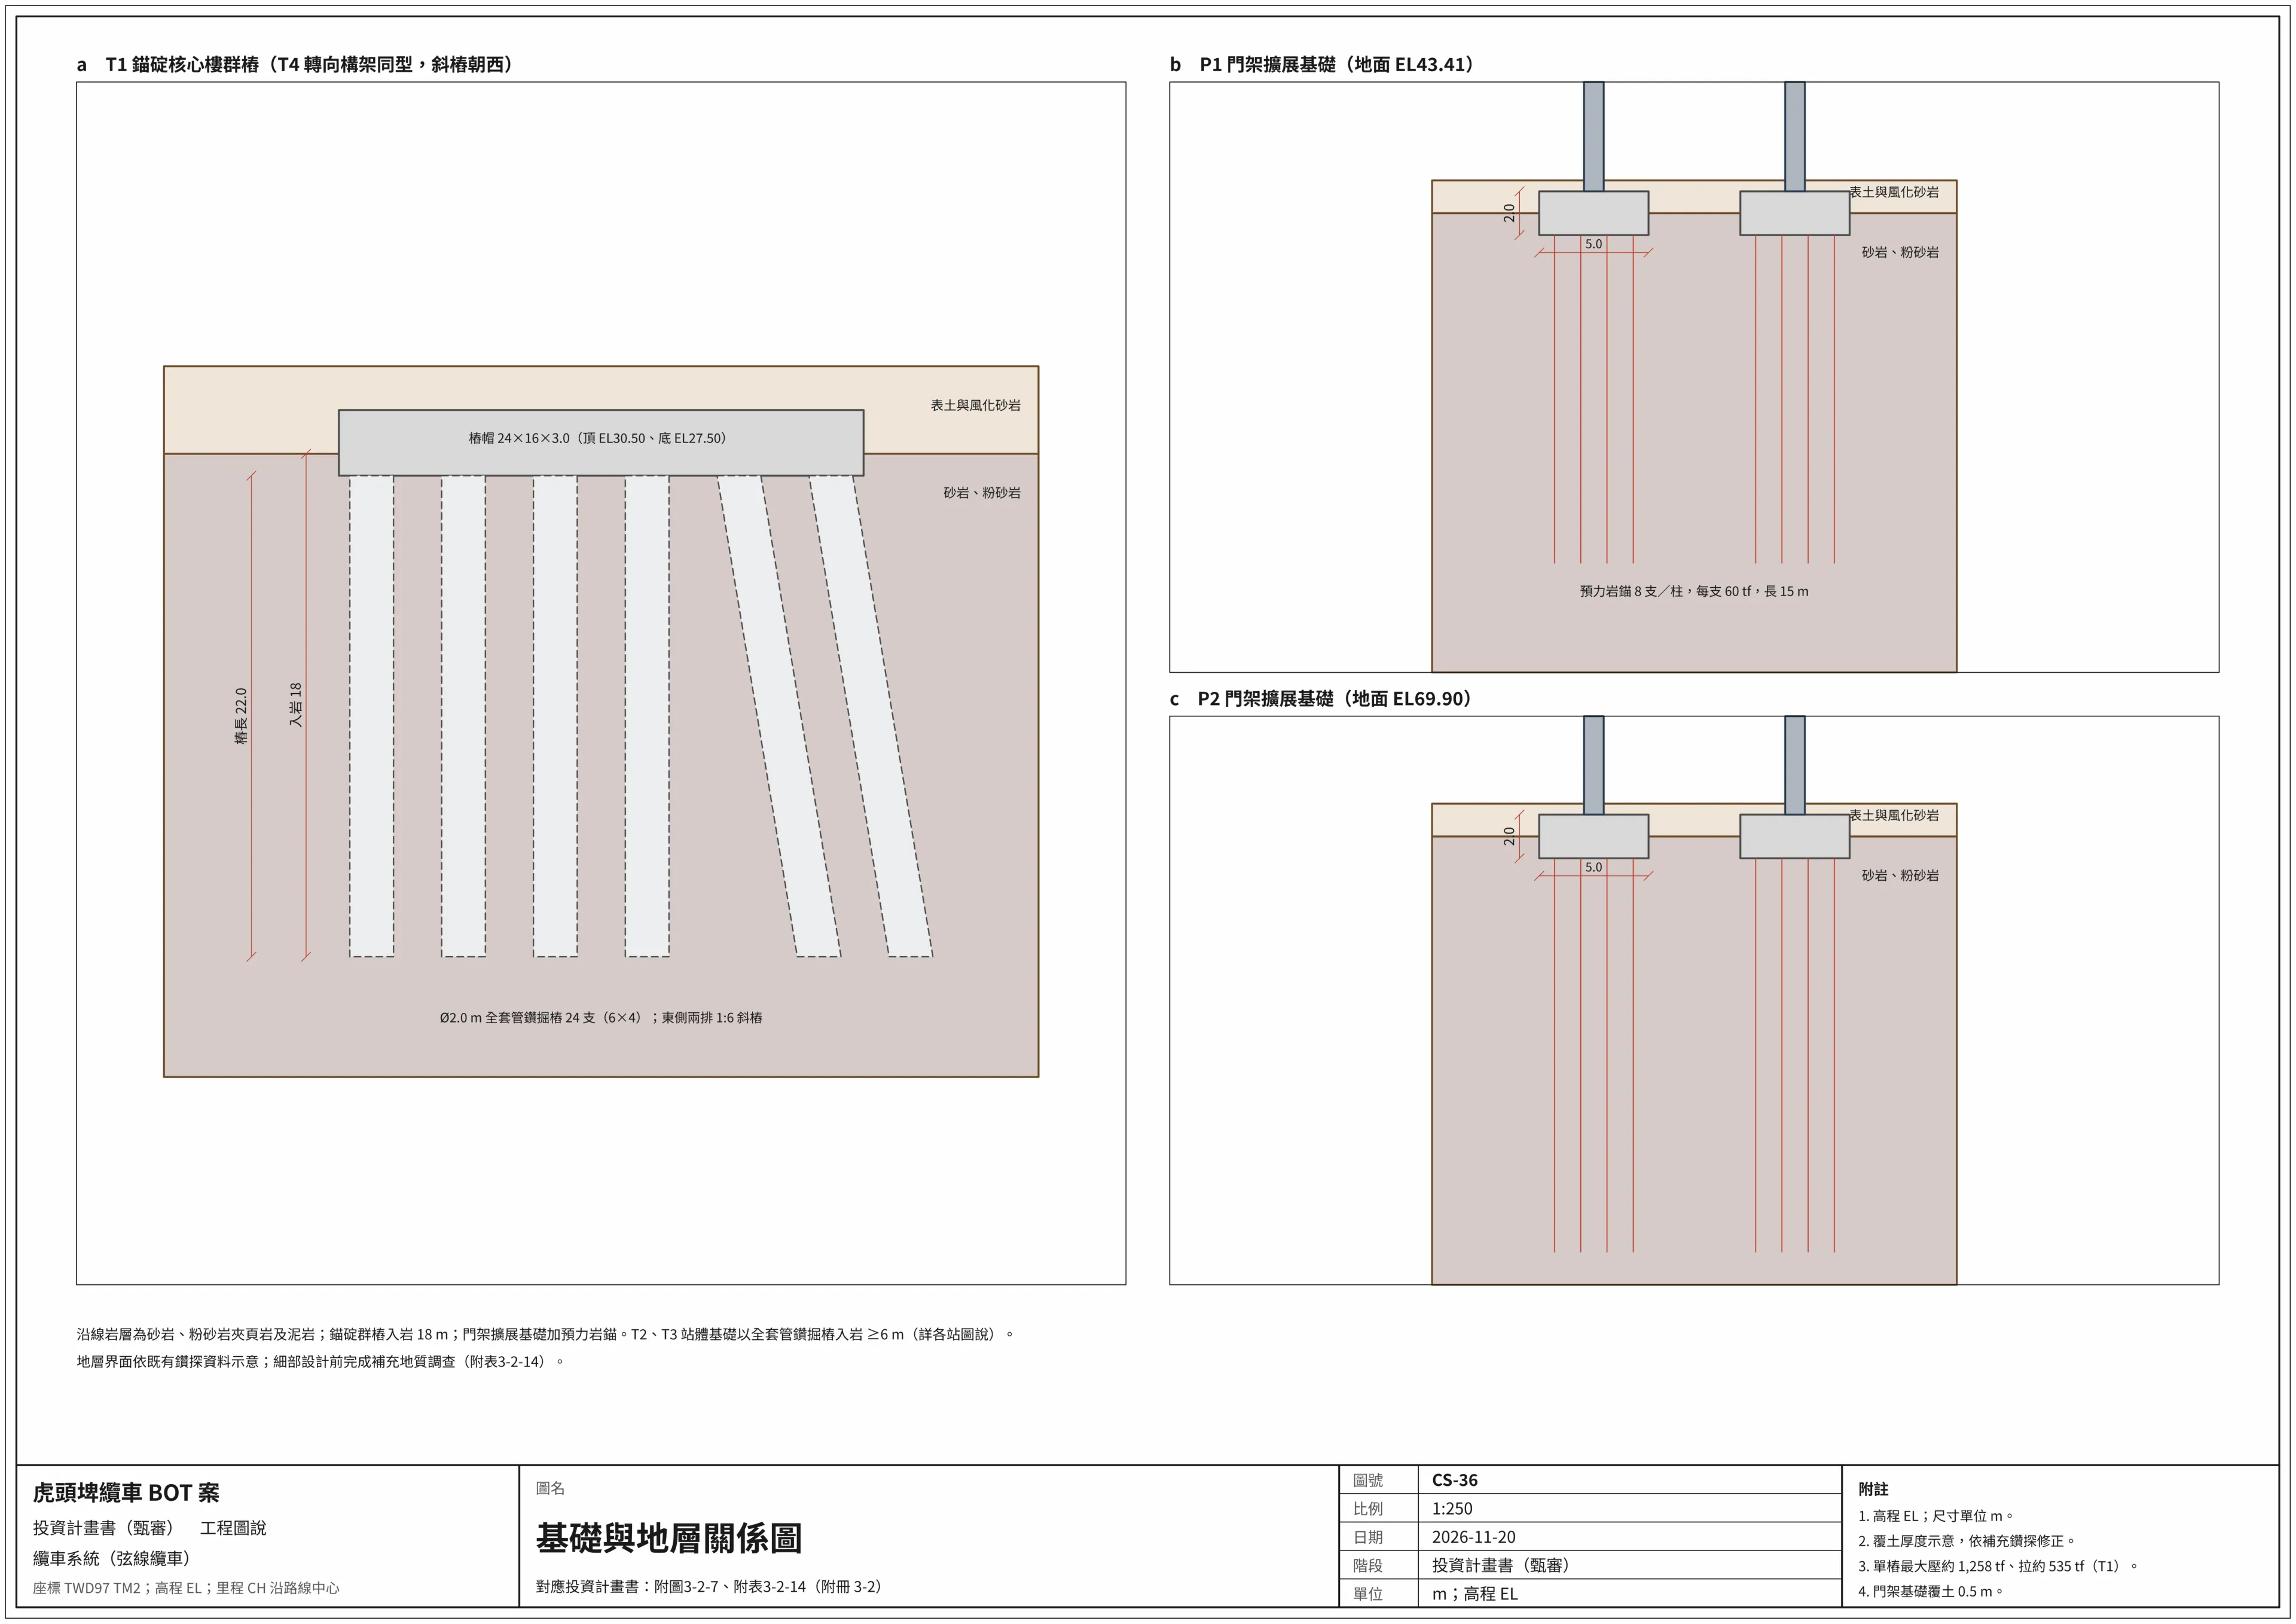 a T1 錨碇核心樓群樁（T4 轉向構架同型，斜樁朝西）
表土與風化砂岩
樁帽 24×16×3.0（頂 EL30.50、底 EL27.50）
砂岩、粉砂岩
樁長 22.0
入岩 18
Ø2.0 m 全套管鑽掘樁 24 支（6×4）；東側兩排 1:6 斜樁
b P1 門架擴展基礎（地面 EL43.41）
表土與風化砂岩
2.0
5.0
砂岩、粉砂岩
預力岩錨 8 支／柱，每支 60 tf，長 15 m
c P2 門架擴展基礎（地面 EL69.90）
表土與風化砂岩
2.0
5.0
砂岩、粉砂岩
沿線岩層為砂岩、粉砂岩夾頁岩及泥岩；錨碇群樁入岩 18 m；門架擴展基礎加預力岩錨。T2、T3 站體基礎以全套管鑽掘樁入岩 ≥6 m（詳各站圖說）。
地層界面依既有鑽探資料示意；細部設計前完成補充地質調查（附表3-2-14）。
虎頭埤纜車 BOT 案
投資計畫書（甄審） 工程圖說
纜車系統（弦線纜車）
座標 TWD97 TM2；高程 EL；里程 CH 沿路線中心
圖名
基礎與地層關係圖
對應投資計畫書：附圖3-2-7、附表3-2-14（附冊 3-2）
圖號 CS-36
比例 1:250
日期 2026-11-20
階段 投資計畫書（甄審）
單位 m；高程 EL
附註
1. 高程 EL；尺寸單位 m。
2. 覆土厚度示意，依補充鑽探修正。
3. 單樁最大壓約 1,258 tf、拉約 535 tf（T1）。
4. 門架基礎覆土 0.5 m。